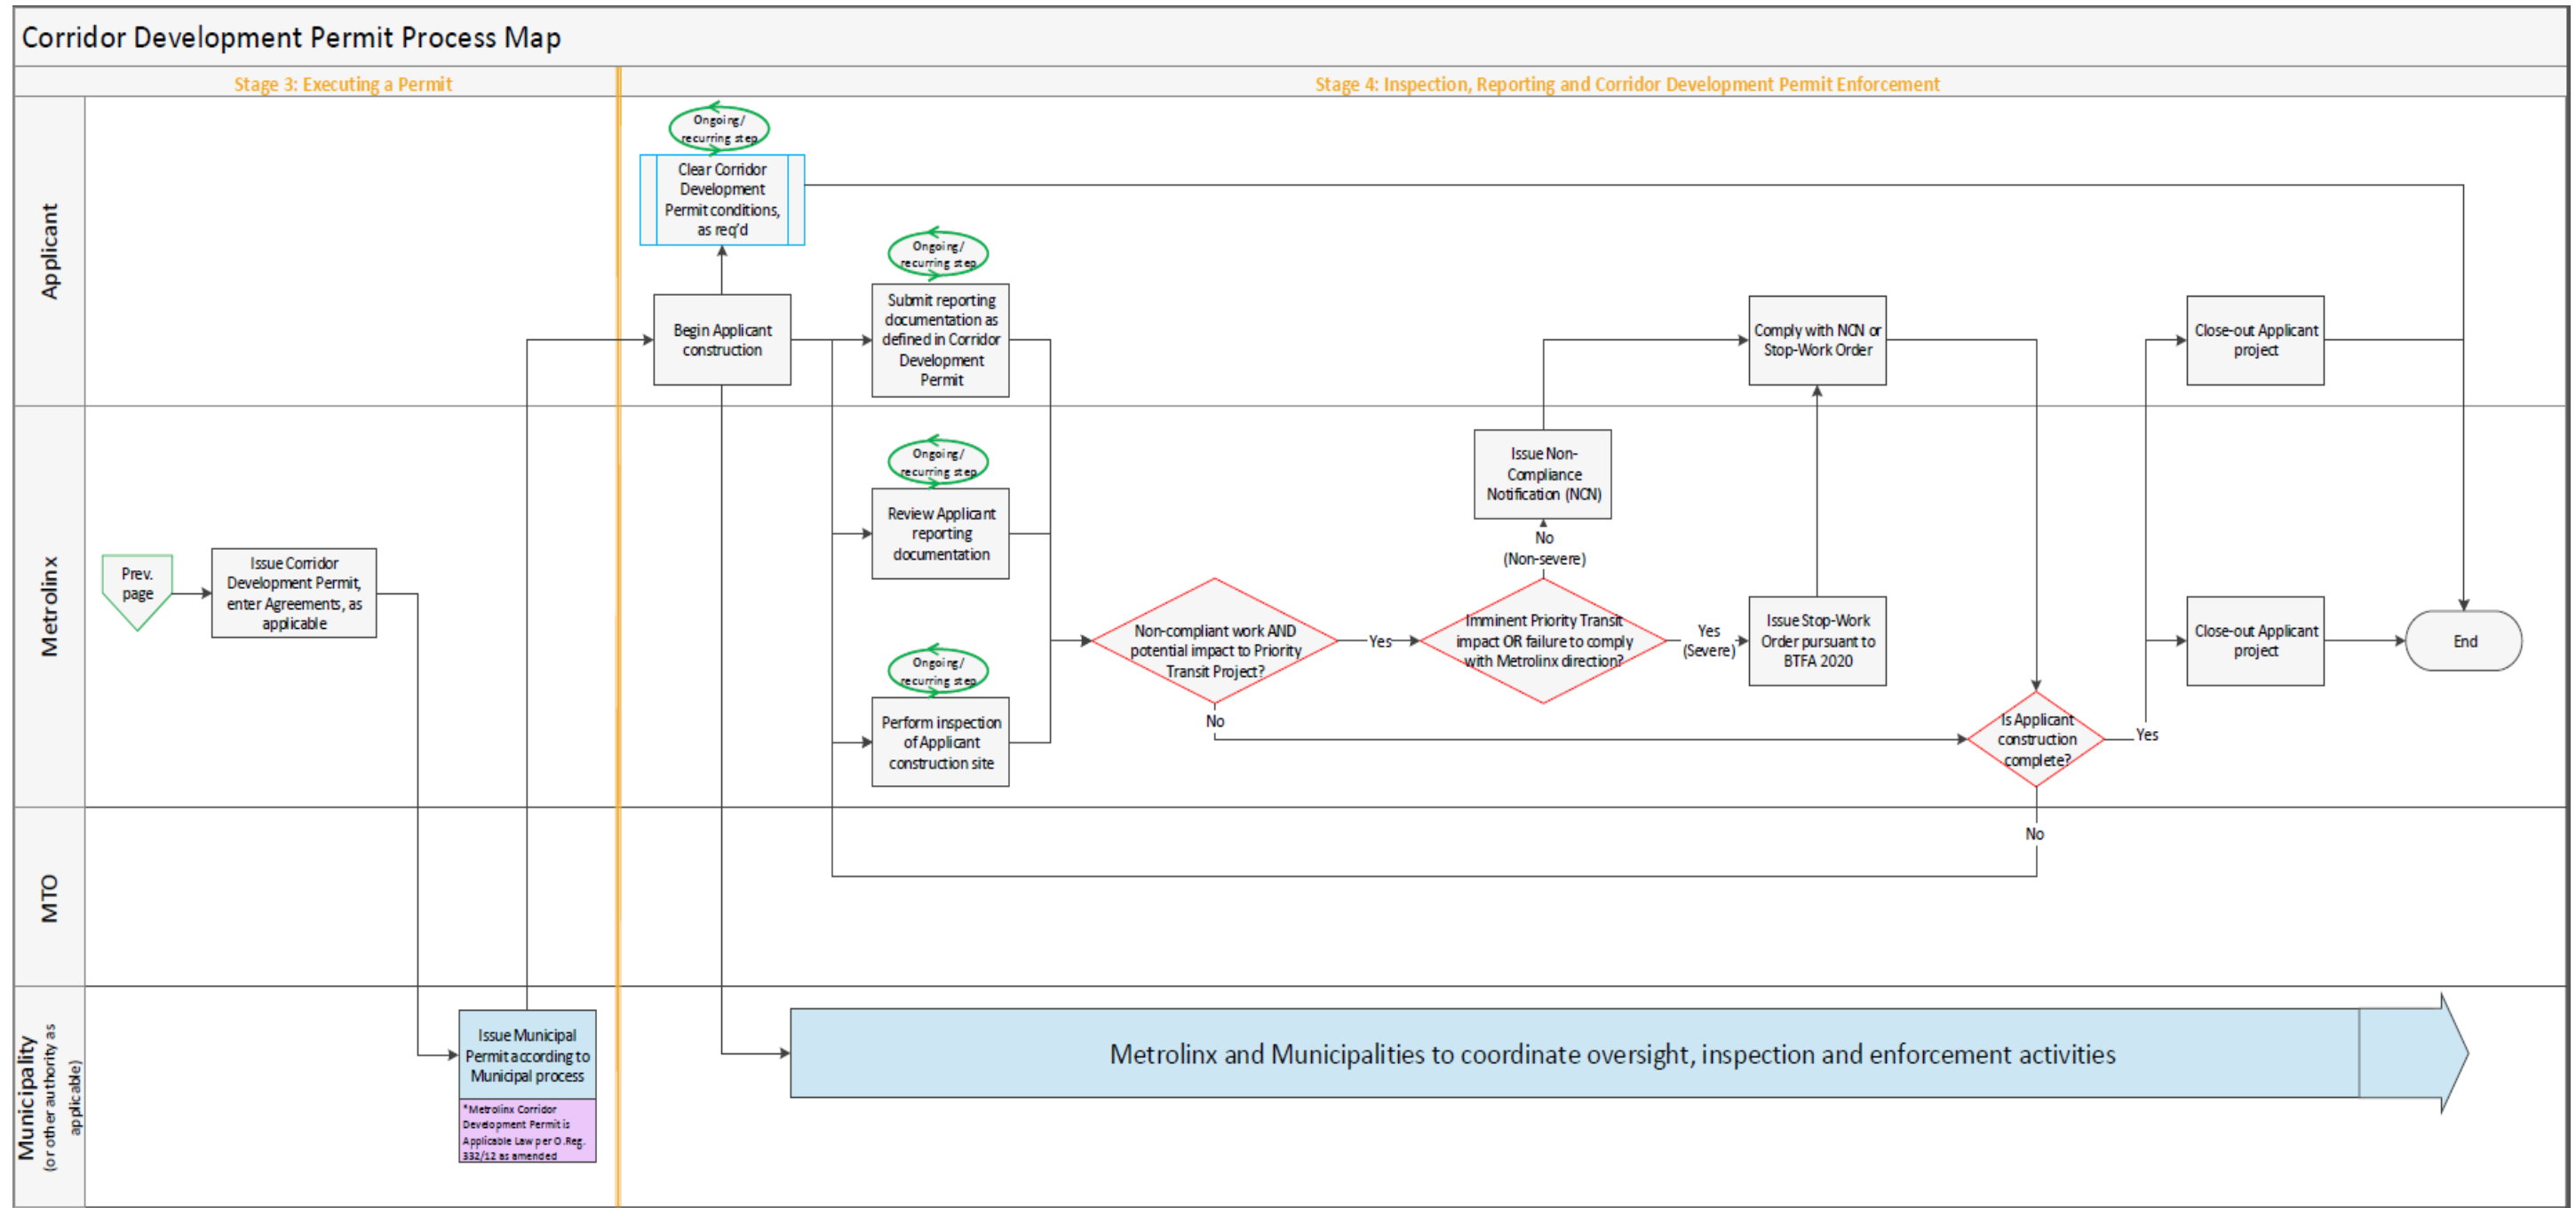 Corridor Development Permit Process Map
Stage 3: Executing a Permit
Stage 4: Inspection, Reporting and Corridor Development Permit Enforcement
Applicant
Ongoing/
recurring step
Clear Corridor
Development
Permit conditions,
as req'd
Begin Applicant
construction
Ongoing/
recurring step
Submit reporting
documentation as
defined in Corridor
Development
Permit
Comply with NCN or
Stop-Work Order
Close-out Applicant
project
Metrolinx
Prev.
page
Issue Corridor
Development Permit,
enter Agreements, as
applicable
Ongoing/
recurring step
Review Applicant
reporting
documentation
Ongoing/
recurring step
Perform inspection
of Applicant
construction site
Non-compliant work AND
potential impact to Priority
Transit Project?
Yes
No
Imminent Priority Transit
impact OR failure to comply
with Metrolinx direction?
No
(Non-severe)
Issue Non-
Compliance
Notification (NCN)
Yes
(Severe)
Issue Stop-Work
Order pursuant to
BTFA 2020
Is Applicant
construction
complete?
Yes
Close-out Applicant
project
End
MTO
No
Municipality
(or other authority as
applicable)
Issue Municipal
Permit according to
Municipal process
*Metrolinx Corridor
Development Permit is
Applicable Law per O.Reg.
332/12 as amended
Metrolinx and Municipalities to coordinate oversight, inspection and enforcement activities